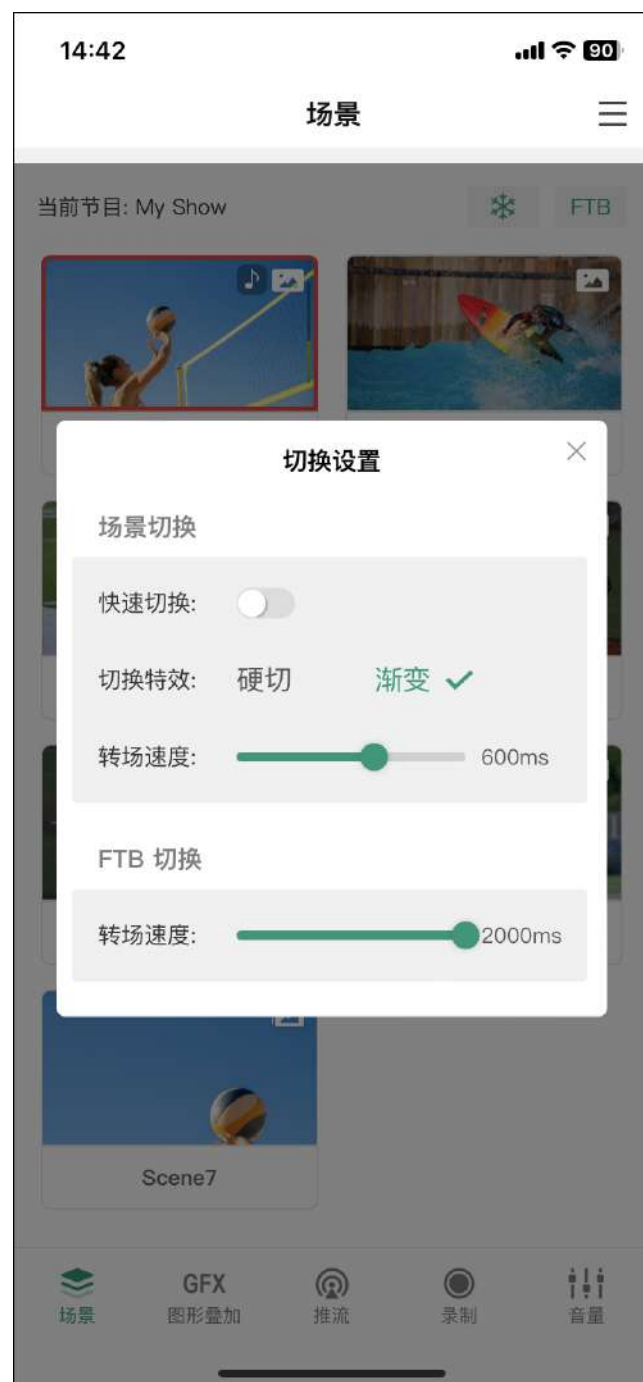 14:42
90
场景
当前节目: My Show
FTB
切换设置
场景切换
快速切换:
切换特效: 硬切 渐变
转场速度: 600ms
FTB 切换
转场速度: 2000ms
Scene7
GFX
场景 图形叠加 推流 录制 音量